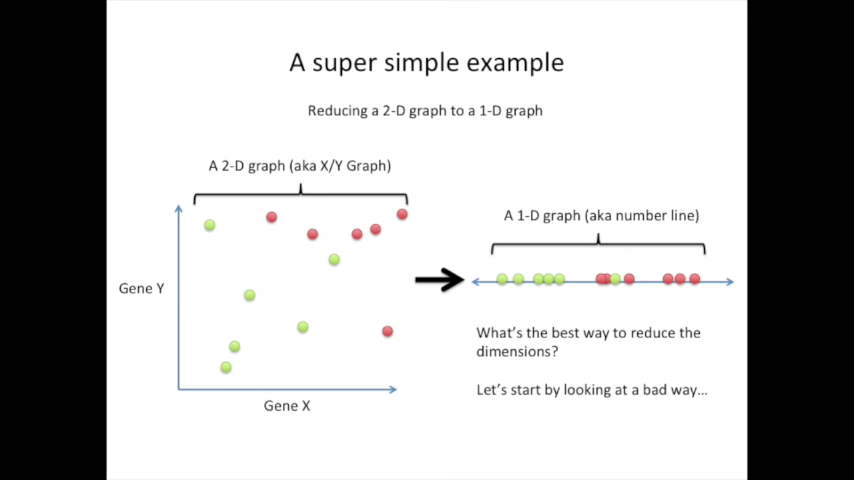 A super simple example
Reducing a 2-D graph to a 1-D graph
A 2-D graph (aka X/Y Graph)
Gene Y
Gene X
A 1-D graph (aka number line)
What's the best way to reduce the
dimensions?
Let's start by looking at a bad way...